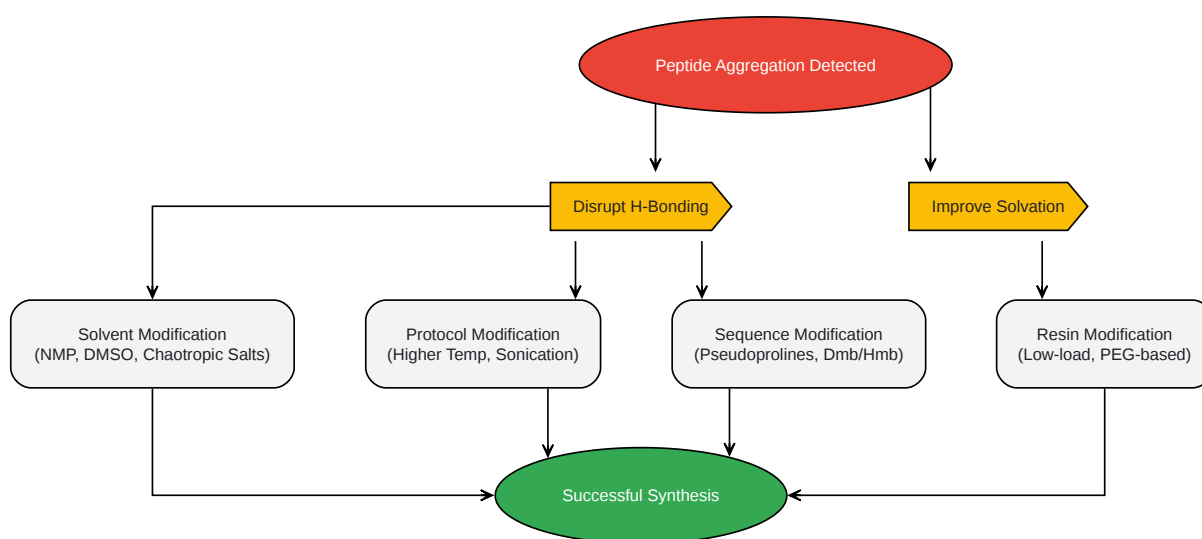 Peptide Aggregation Detected
Disrupt H-Bonding
Improve Solvation
Solvent Modification
(NMP, DMSO, Chaotropic Salts)
Protocol Modification
(Higher Temp, Sonication)
Sequence Modification
(Pseudoprolines, Dmb/Hmb)
Resin Modification
(Low-load, PEG-based)
Successful Synthesis